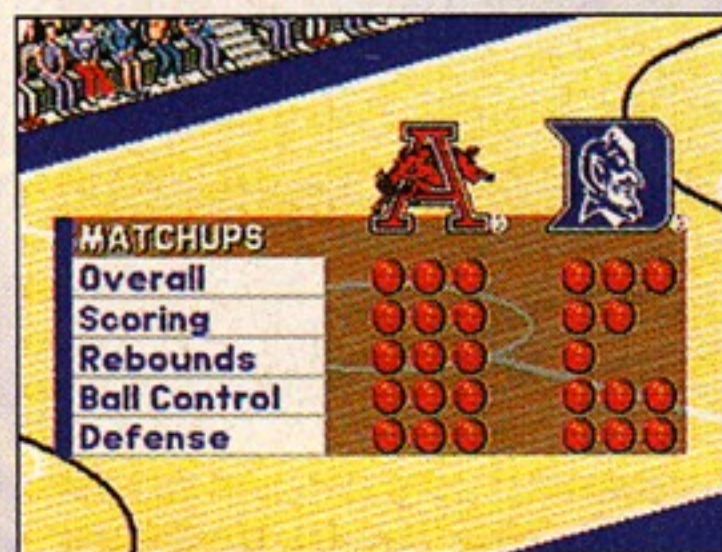 A
D
MATCHUPS
Overall
Scoring
Rebounds
Ball Control
Defense